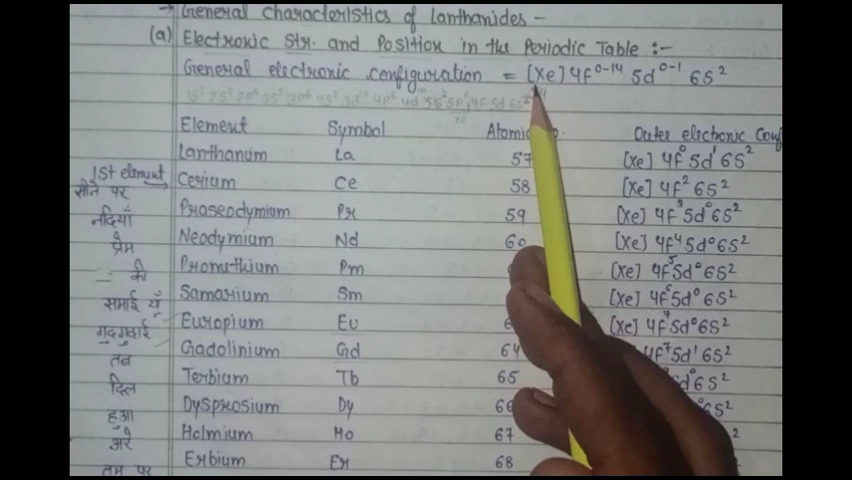 → General Characteristics of Lanthanides –
(a) Electronic Str. and Position in the Periodic Table :-
General electronic configuration = [Xe] 4f⁰⁻¹⁴ 5d⁰⁻¹ 6s²
Element Symbol Atomic Outer electronic Conf
Lanthanum La 57 [Xe] 4f⁰ 5d¹ 6s²
1st element Cerium Ce 58 [Xe] 4f² 6s²
सोने पर
Praseodymium Pr 59 [Xe] 4f³ 5d⁰ 6s²
नदियाँ
Neodymium Nd 60 [Xe] 4f⁴ 5d⁰ 6s²
प्रेम
Promethium Pm [Xe] 4f⁵ 5d⁰ 6s²
की
Samarium Sm [Xe] 4f⁶ 5d⁰ 6s²
समाई यूँ
Europium Eu [Xe] 4f⁷ 5d⁰ 6s²
गुदगुदाई
Gadolinium Gd 64 4f⁷ 5d¹ 6s²
तब
Terbium Tb 65 6s²
दिल
Dysprosium Dy 6s²
हुआ
Holmium Ho 67
अरे
Erbium Er 68
तुम पर